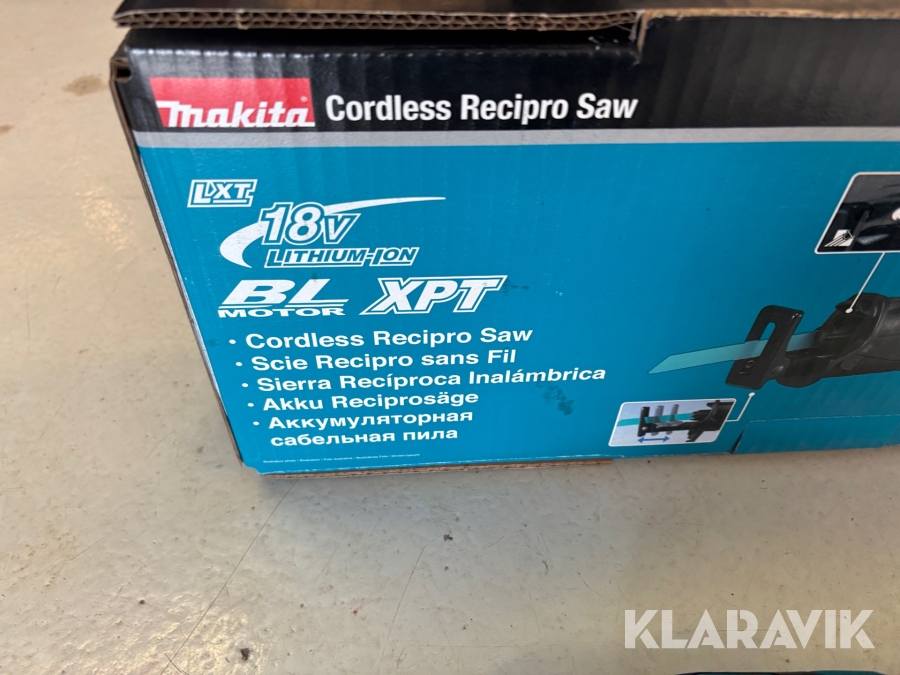 makita Cordless Recipro Saw
LXT
18V
LITHIUM-ION
BL
MOTOR
XPT
• Cordless Recipro Saw
• Scie Recipro sans Fil
• Sierra Recíproca Inalámbrica
• Akku Reciprosäge
• Аккумуляторная
сабельная пила
KLARAVIK